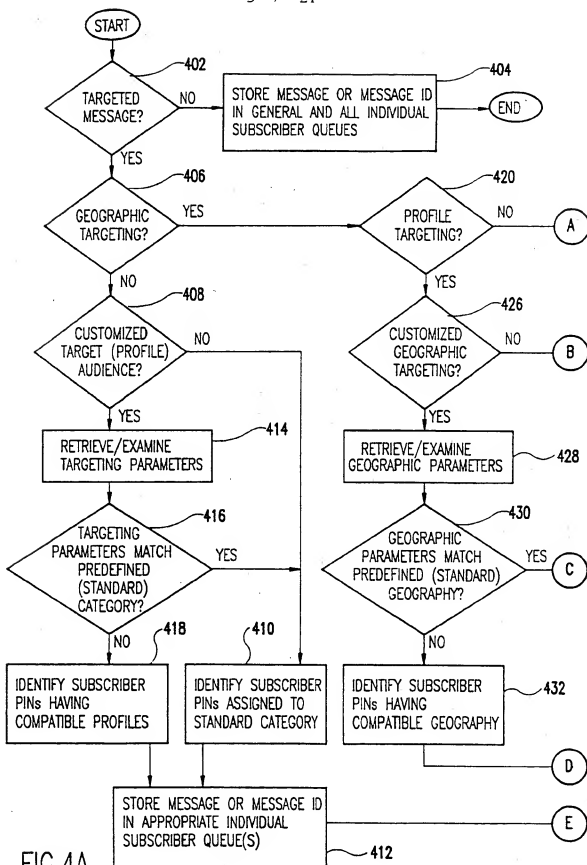 START
402
TARGETED
MESSAGE?
NO
YES
404
STORE MESSAGE OR MESSAGE ID
IN GENERAL AND ALL INDIVIDUAL
SUBSCRIBER QUEUES
END
406
GEOGRAPHIC
TARGETING?
YES
NO
420
PROFILE
TARGETING?
NO
A
YES
408
CUSTOMIZED
TARGET (PROFILE)
AUDIENCE?
NO
YES
426
CUSTOMIZED
GEOGRAPHIC
TARGETING?
NO
B
YES
RETRIEVE/EXAMINE
TARGETING PARAMETERS
414
RETRIEVE/EXAMINE
GEOGRAPHIC PARAMETERS
428
416
TARGETING
PARAMETERS MATCH
PREDEFINED
(STANDARD)
CATEGORY?
YES
NO
430
GEOGRAPHIC
PARAMETERS MATCH
PREDEFINED (STANDARD)
GEOGRAPHY?
YES
C
NO
418
IDENTIFY SUBSCRIBER
PINs HAVING
COMPATIBLE PROFILES
410
IDENTIFY SUBSCRIBER
PINs ASSIGNED TO
STANDARD CATEGORY
IDENTIFY SUBSCRIBER
PINs HAVING
COMPATIBLE GEOGRAPHY
432
D
STORE MESSAGE OR MESSAGE ID
IN APPROPRIATE INDIVIDUAL
SUBSCRIBER QUEUE(S)
E
412
FIG.4A